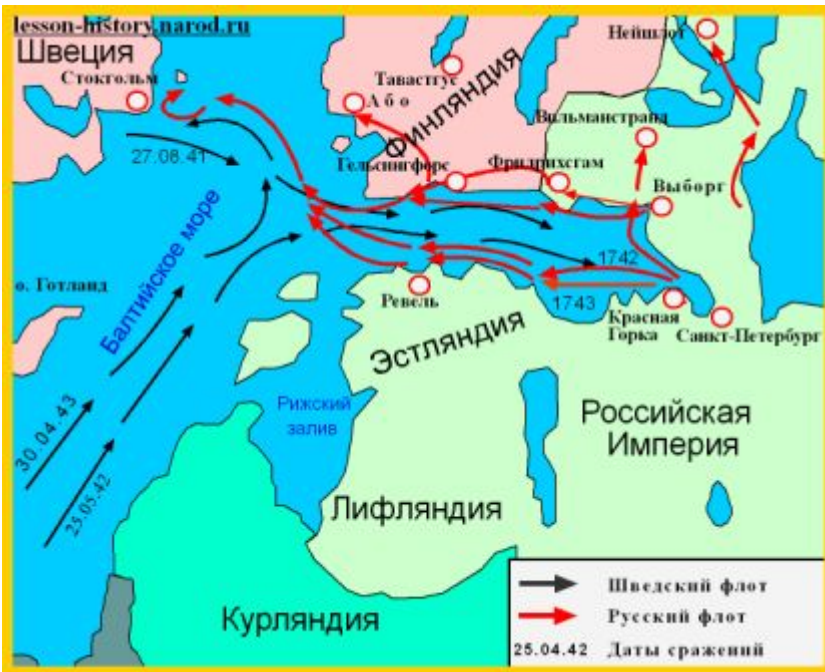 lesson-history.narod.ru
Швеция
Стокгольм
Нейшлот
Тавастгус
Або
Финляндия
Вильманстранд
27.08.41
Гельсингфорс
Фридрихсгам
Выборг
Балтийское море
о. Готланд
1742
1743
Ревель
Красная
Горка
Санкт-Петербург
Эстляндия
Рижский
залив
Российская
Империя
30.04.43
25.05.42
Лифляндия
Курляндия
Шведский флот
Русский флот
25.04.42 Даты сражений